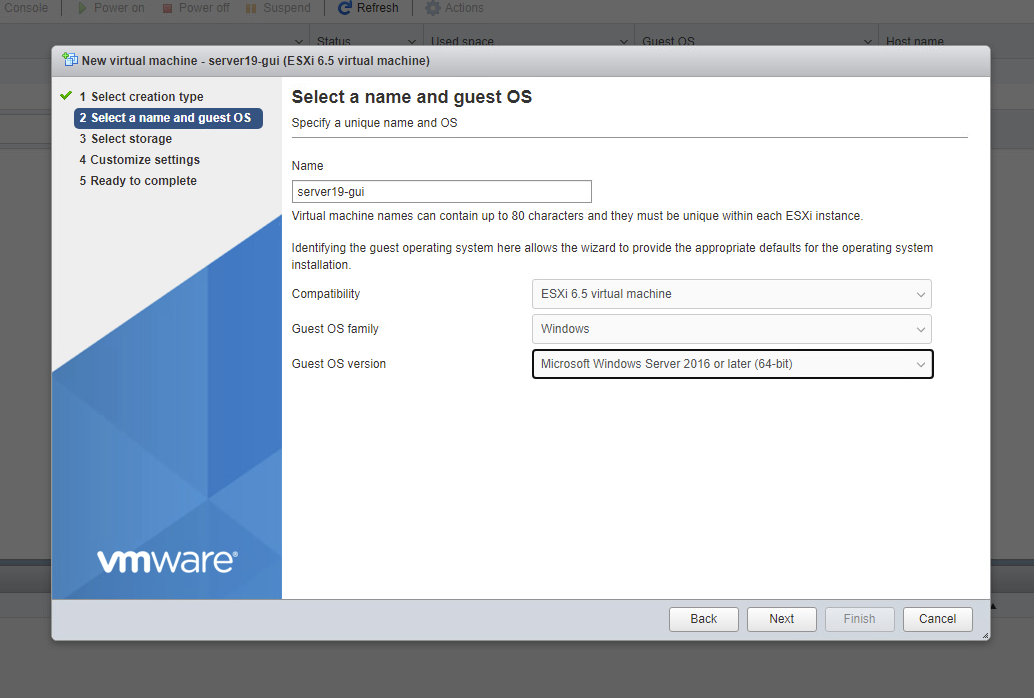 Console Power on Power off Suspend Refresh Actions
Status Used space Guest OS Host name
New virtual machine - server19-gui (ESXi 6.5 virtual machine)
1 Select creation type
2 Select a name and guest OS
3 Select storage
4 Customize settings
5 Ready to complete
vmware®
Select a name and guest OS
Specify a unique name and OS
Name
server19-gui
Virtual machine names can contain up to 80 characters and they must be unique within each ESXi instance.
Identifying the guest operating system here allows the wizard to provide the appropriate defaults for the operating system
installation.
Compatibility ESXi 6.5 virtual machine
Guest OS family Windows
Guest OS version Microsoft Windows Server 2016 or later (64-bit)
Back Next Finish Cancel